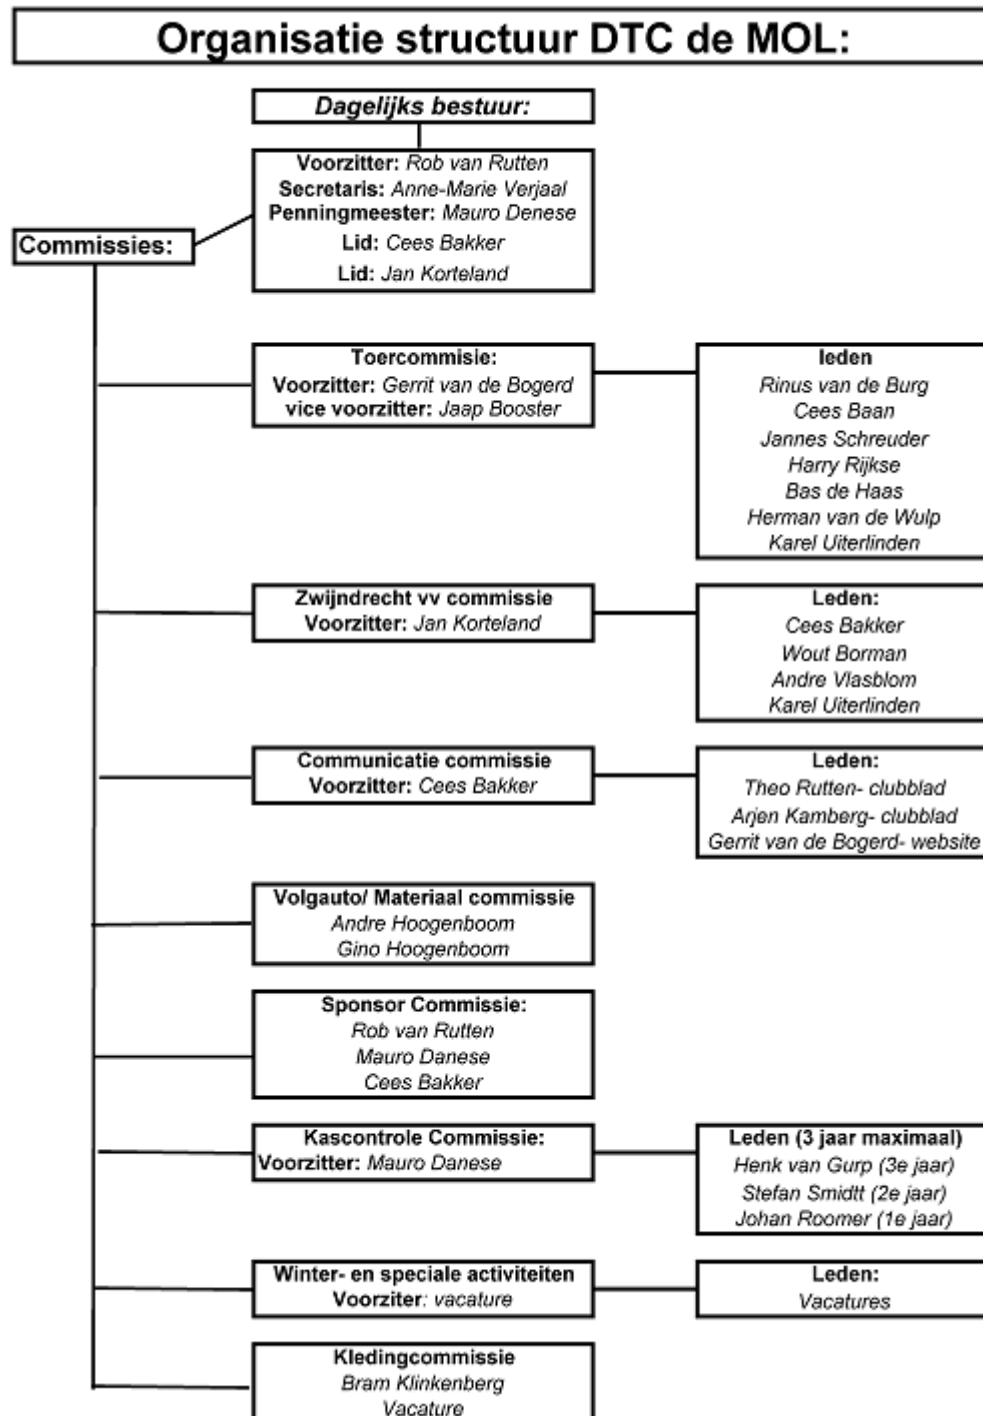 Organisatie structuur DTC de MOL:
Dagelijks bestuur:
Voorzitter: Rob van Rutten
Secretaris: Anne-Marie Verjaal
Penningmeester: Mauro Denese
Lid: Cees Bakker
Lid: Jan Korteland
Commissies:
Toercommisie:
Voorzitter: Gerrit van de Bogerd
vice voorzitter: Jaap Booster
leden
Rinus van de Burg
Cees Baan
Jannes Schreuder
Harry Rijkse
Bas de Haas
Herman van de Wulp
Karel Uiterlinden
Zwijndrecht vv commissie
Voorzitter: Jan Korteland
Leden:
Cees Bakker
Wout Borman
Andre Vlasblom
Karel Uiterlinden
Communicatie commissie
Voorzitter: Cees Bakker
Leden:
Theo Rutten- clubblad
Arjen Kamberg- clubblad
Gerrit van de Bogerd- website
Volgauto/ Materiaal commissie
Andre Hoogenboom
Gino Hoogenboom
Sponsor Commissie:
Rob van Rutten
Mauro Danese
Cees Bakker
Kascontrole Commissie:
Voorzitter: Mauro Danese
Leden (3 jaar maximaal)
Henk van Gurp (3e jaar)
Stefan Smidtt (2e jaar)
Johan Roomer (1e jaar)
Winter- en speciale activiteiten
Voorziter: vacature
Leden:
Vacatures
Kledingcommissie
Bram Klinkenberg
Vacature